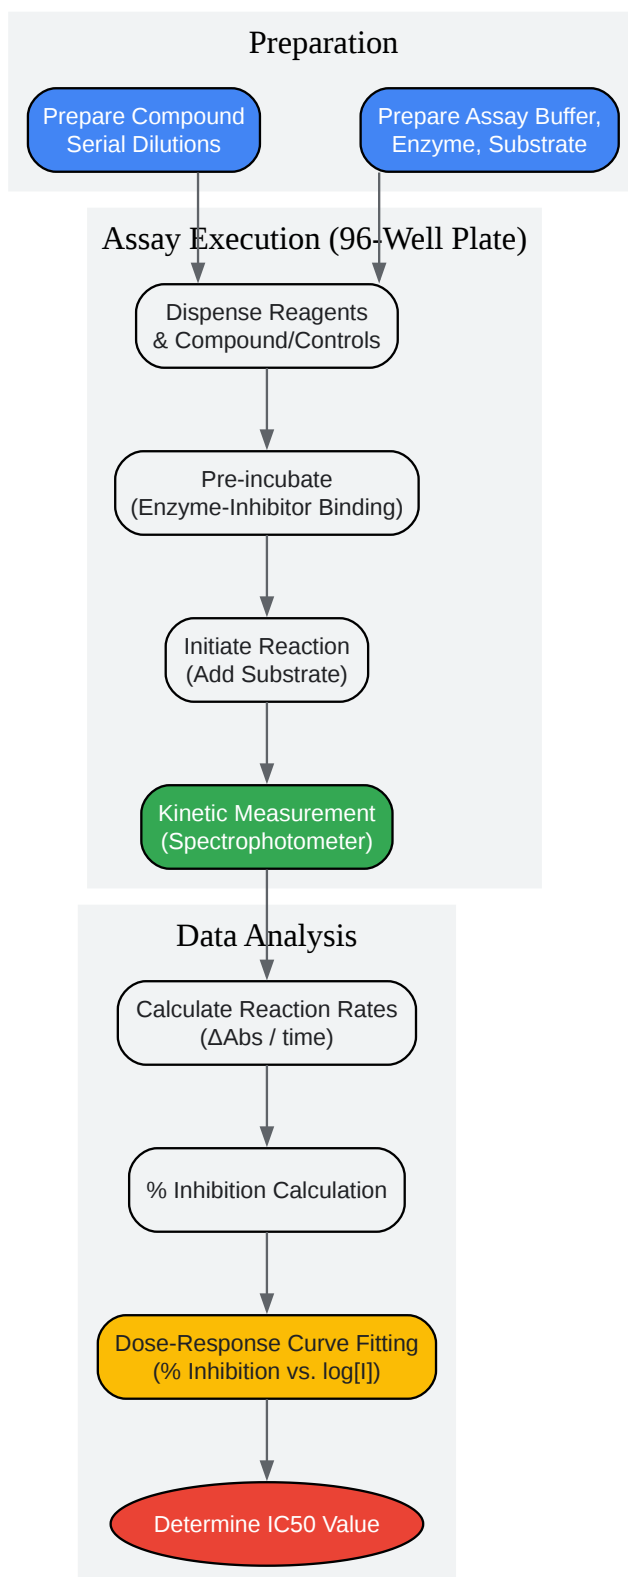 Preparation
Prepare Compound
Serial Dilutions
Prepare Assay Buffer,
Enzyme, Substrate
Assay Execution (96-Well Plate)
Dispense Reagents
& Compound/Controls
Pre-incubate
(Enzyme-Inhibitor Binding)
Initiate Reaction
(Add Substrate)
Kinetic Measurement
(Spectrophotometer)
Data Analysis
Calculate Reaction Rates
(ΔAbs / time)
% Inhibition Calculation
Dose-Response Curve Fitting
(% Inhibition vs. log[I])
Determine IC50 Value